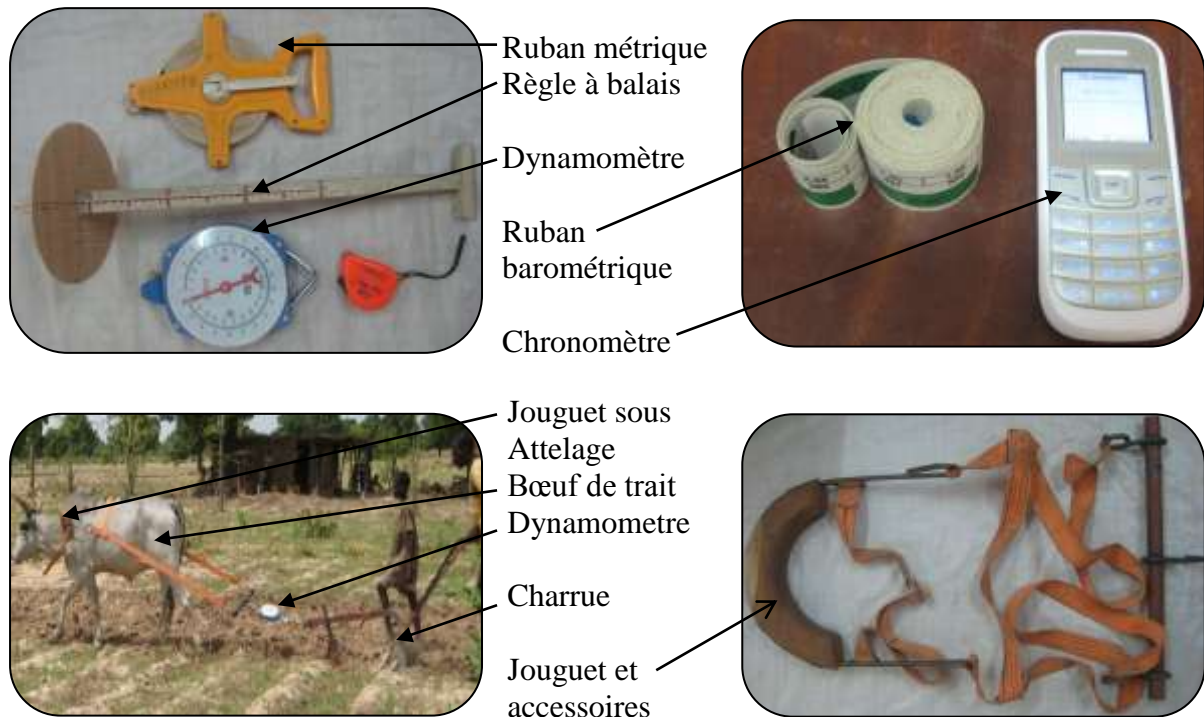 Ruban métrique
Règle à balais
Dynamomètre
Ruban
barométrique
Chronomètre
Jouguet sous
Attelage
Bœuf de trait
Dynamometre
Charrue
Jouguet et
accessoires